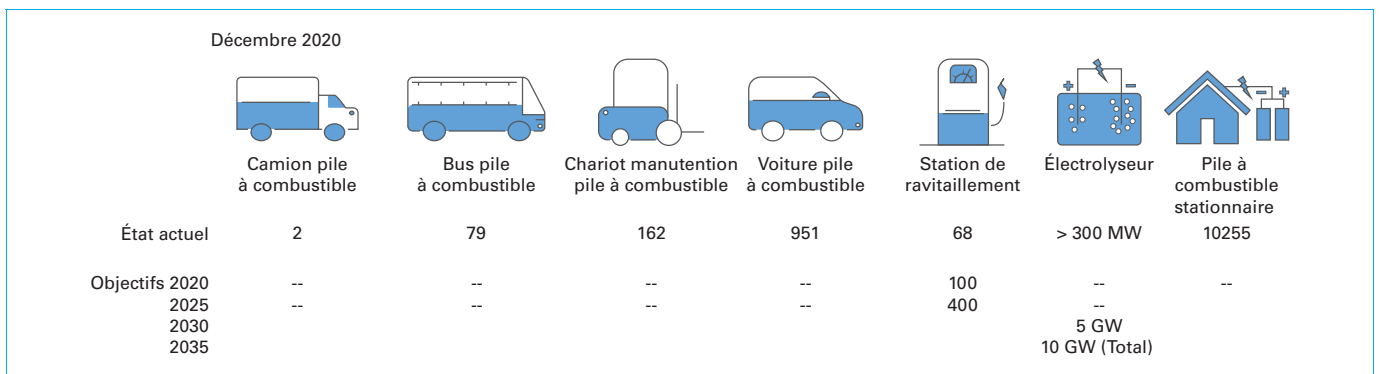 Décembre 2020
Camion pile
à combustible
Bus pile
à combustible
Chariot manutention
pile à combustible
Voiture pile
à combustible
Station de
ravitaillement
Électrolyseur
Pile à
combustible
stationnaire
État actuel 2 79 162 951 68 > 300 MW 10255
Objectifs 2020 -- -- -- -- 100 -- --
2025 -- -- -- -- 400 --
2030 5 GW
2035 10 GW (Total)